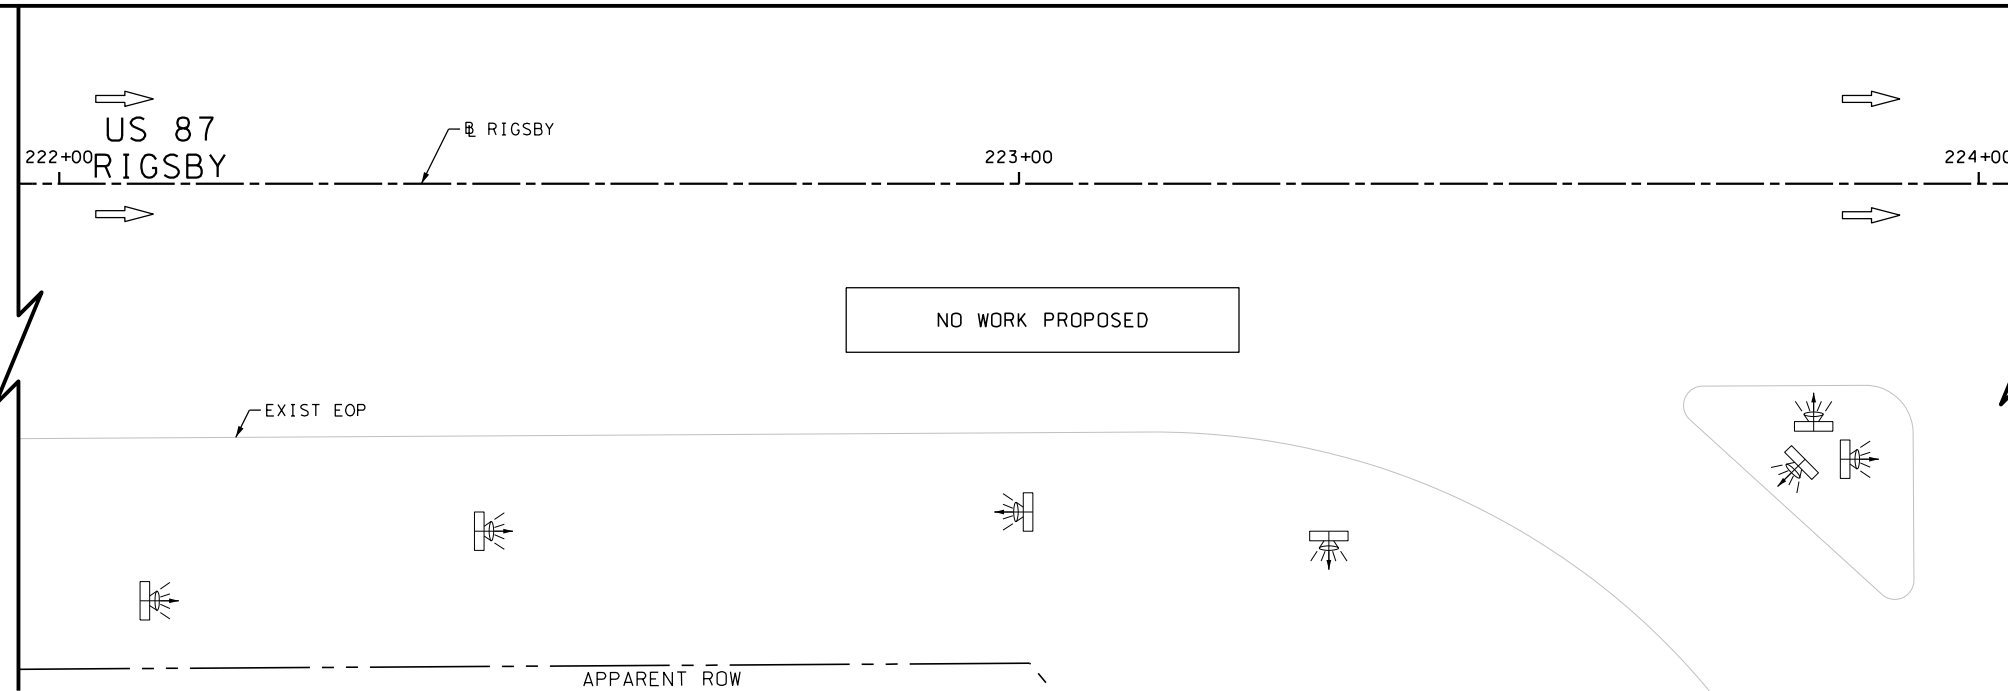 US 87
RIGSBY
℄ RIGSBY
222+00
223+00
224+00
NO WORK PROPOSED
EXIST EOP
APPARENT ROW